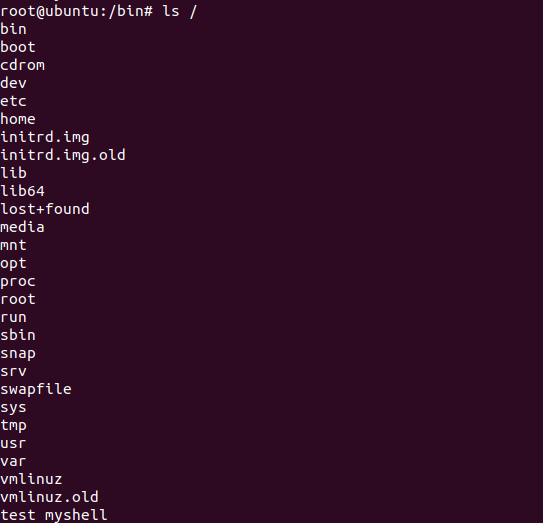 root@ubuntu:/bin# ls /
bin
boot
cdrom
dev
etc
home
initrd.img
initrd.img.old
lib
lib64
lost+found
media
mnt
opt
proc
root
run
sbin
snap
srv
swapfile
sys
tmp
usr
var
vmlinuz
vmlinuz.old
test myshell